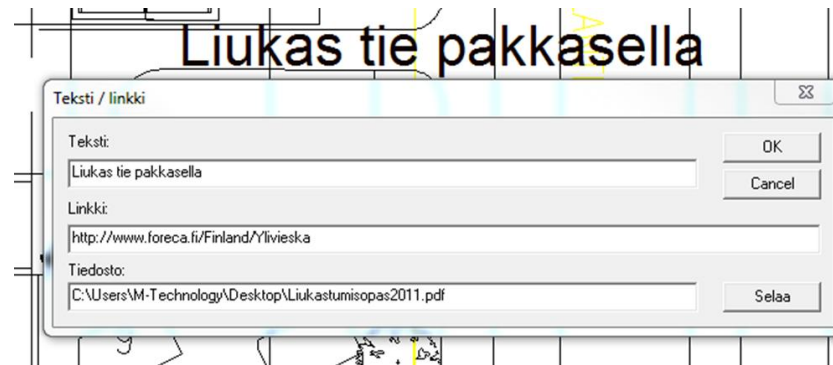 Liukas tie pakkasella
Teksti / linkki
Teksti:
OK
Liukas tie pakkasella
Cancel
Linkki:
http://www.foreca.fi/Finland/Ylivieska
Tiedosto:
C:\Users\M-Technology\Desktop\Liukastumisopas2011.pdf
Selaa